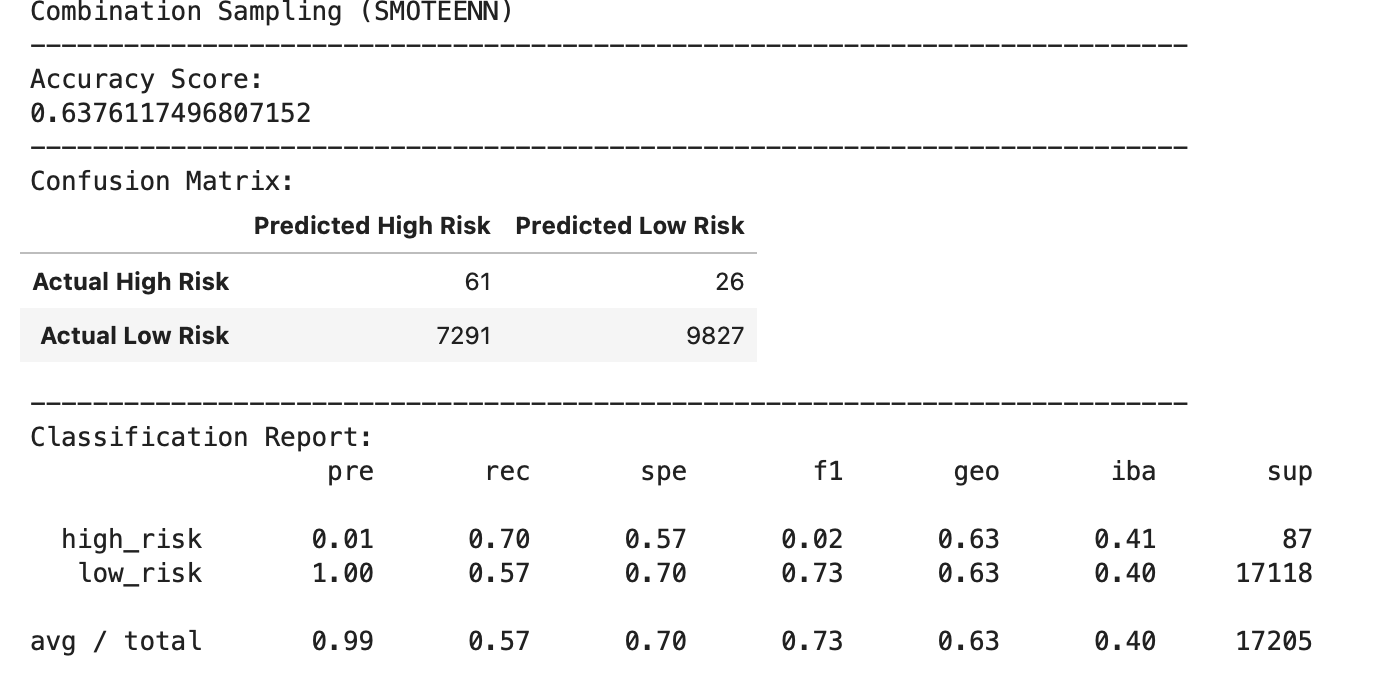 Combination Sampling (SMOTEENN)
--------------------------------------------------------------------------
Accuracy Score:
0.6376117496807152
--------------------------------------------------------------------------
Confusion Matrix:
Predicted High Risk Predicted Low Risk
Actual High Risk 61 26
Actual Low Risk 7291 9827
--------------------------------------------------------------------------
Classification Report:
pre rec spe f1 geo iba sup
high_risk 0.01 0.70 0.57 0.02 0.63 0.41 87
low_risk 1.00 0.57 0.70 0.73 0.63 0.40 17118
avg / total 0.99 0.57 0.70 0.73 0.63 0.40 17205